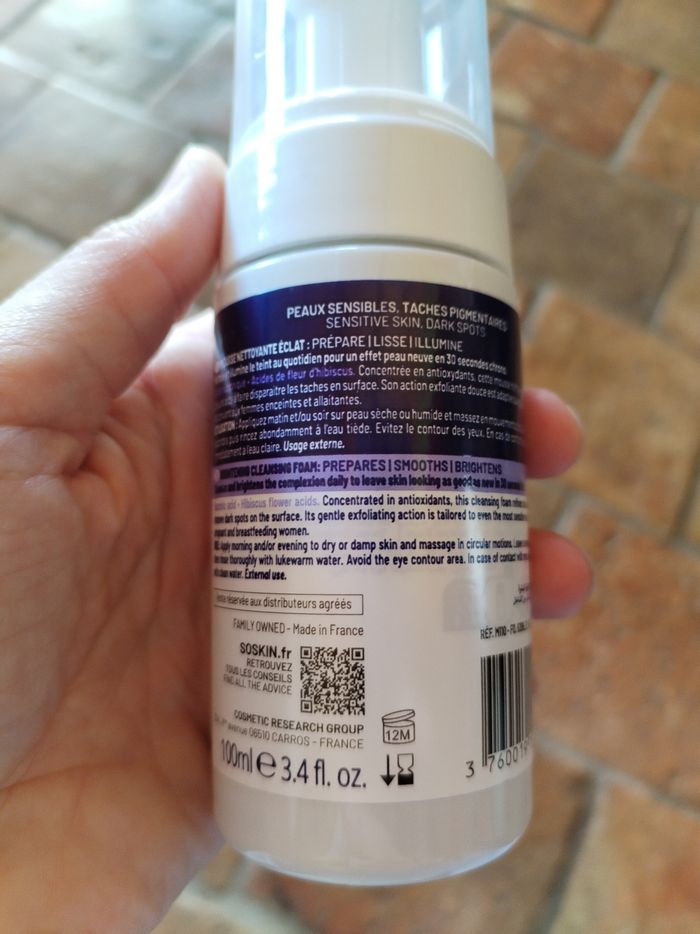 PEAUX SENSIBLES, TACHES PIGMENTAIRES
SENSITIVE SKIN, DARK SPOTS
NETTOYANTE ÉCLAT : PRÉPARE | LISSE | ILLUMINE
illumine le teint au quotidien pour un effet peau neuve en 30 secondes chrono.
• Acides de fleur d'hibiscus. Concentrée en antioxydants, cette mousse
à faire disparaître les taches en surface. Son action exfoliante douce est
femmes enceintes et allaitantes.
Appliquez matin et/ou soir sur peau sèche ou humide et massez en
puis rincez abondamment à l'eau tiède. Evitez le contour des yeux. En cas de
à l'eau claire. Usage externe.
BRIGHTENING CLEANSING FOAM: PREPARES | SMOOTHS | BRIGHTENS
and brightens the complexion daily to leave skin looking as good as new in 30
acid • Hibiscus flower acids. Concentrated in antioxidants, this cleansing foam
dark spots on the surface. Its gentle exfoliating action is tailored to even the most
and breastfeeding women.
Apply morning and/or evening to dry or damp skin and massage in circular motions.
rinse thoroughly with lukewarm water. Avoid the eye contour area. In case of contact
water. External use.
réservée aux distributeurs agréés
FAMILY OWNED - Made in France
SOSKIN.fr
RETROUVEZ
TOUS LES CONSEILS
FIND ALL THE ADVICE
COSMETIC RESEARCH GROUP
avenue 06510 CARROS - FRANCE
12M
100ml e 3.4 fl. oz.
RÉF.
3 760019